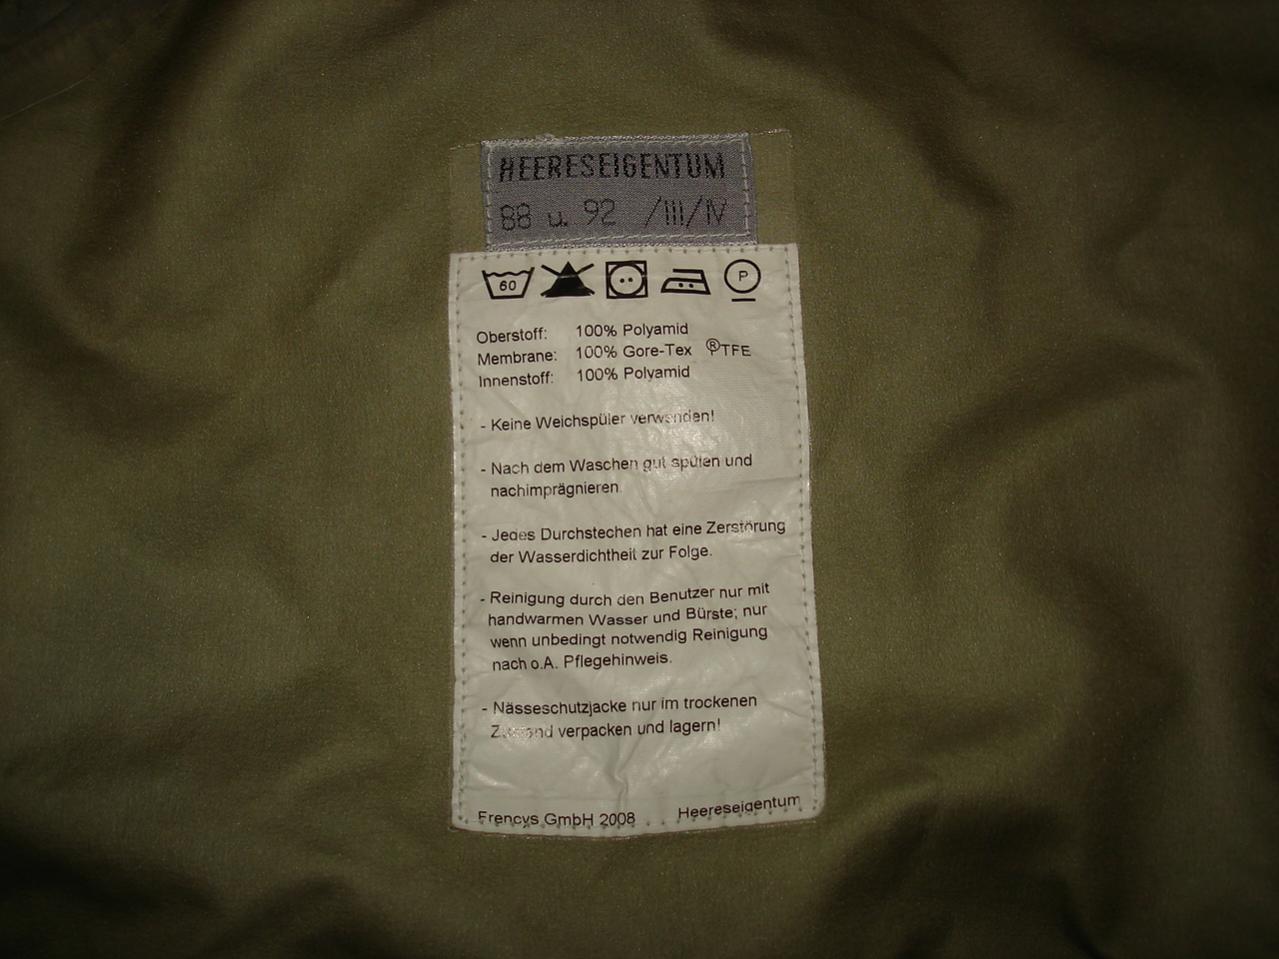 HEERESEIGENTUM
88 u. 92 /III/IV
60 P
Oberstoff: 100% Polyamid
Membrane: 100% Gore-Tex ®PTFE
Innenstoff: 100% Polyamid
- Keine Weichspüler verwenden!
- Nach dem Waschen gut spülen und
nachimprägnieren
- Jedes Durchstechen hat eine Zerstörung
der Wasserdichtheit zur Folge.
- Reinigung durch den Benutzer nur mit
handwarmen Wasser und Bürste; nur
wenn unbedingt notwendig Reinigung
nach o.A. Pflegehinweis.
- Nässeschutzjacke nur im trockenen
Zustand verpacken und lagern!
Frencys GmbH 2008 Heereseigentum